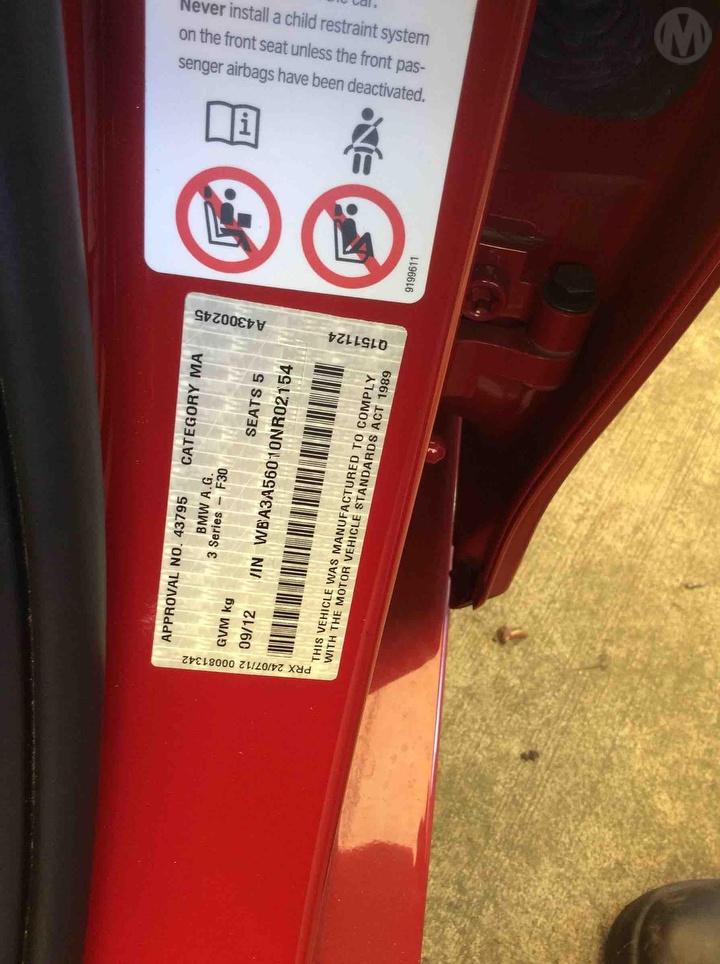 Never install a child restraint system
on the front seat unless the front pas-
senger airbags have been deactivated.
9199611
A4300245
Q151124
APPROVAL NO. 43795 CATEGORY MA
BMW A.G.
3 Series – F30
GVM kg SEATS 5
09/12 /IN WBA3A56010NR02154
THIS VEHICLE WAS MANUFACTURED TO COMPLY
WITH THE MOTOR VEHICLE STANDARDS ACT 1989
PRX 24/07/12 00081342
M